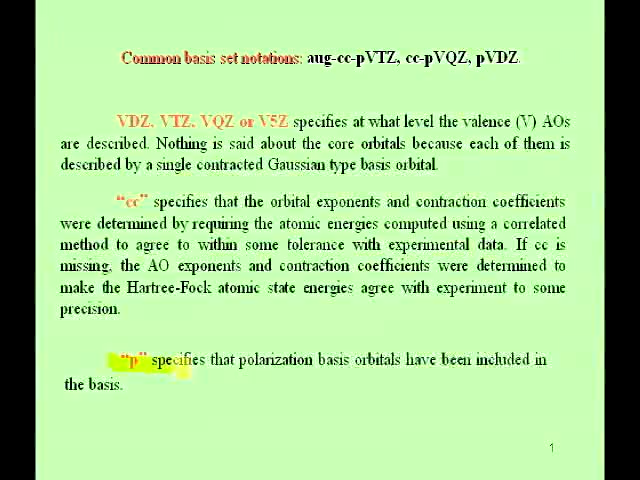 Common basis set notations: aug-cc-pVTZ, cc-pVQZ, pVDZ.
VDZ, VTZ, VQZ or V5Z specifies at what level the valence (V) AOs
are described. Nothing is said about the core orbitals because each of them is
described by a single contracted Gaussian type basis orbital.
“cc” specifies that the orbital exponents and contraction coefficients
were determined by requiring the atomic energies computed using a correlated
method to agree to within some tolerance with experimental data. If cc is
missing, the AO exponents and contraction coefficients were determined to
make the Hartree-Fock atomic state energies agree with experiment to some
precision.
“p” specifies that polarization basis orbitals have been included in
the basis.
1